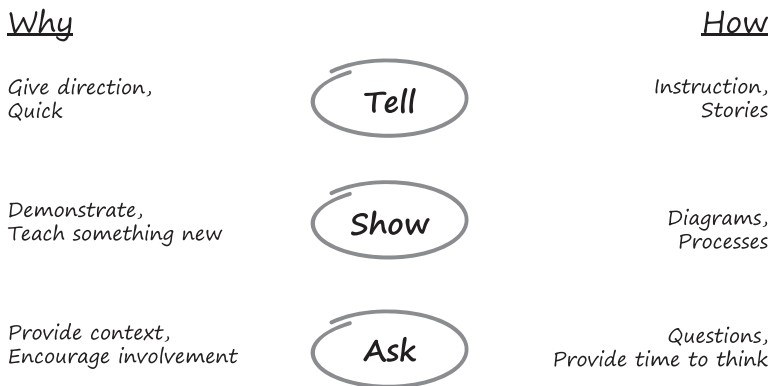 Why
How
Give direction,
Quick
Tell
Instruction,
Stories
Demonstrate,
Teach something new
Show
Diagrams,
Processes
Provide context,
Encourage involvement
Ask
Questions,
Provide time to think